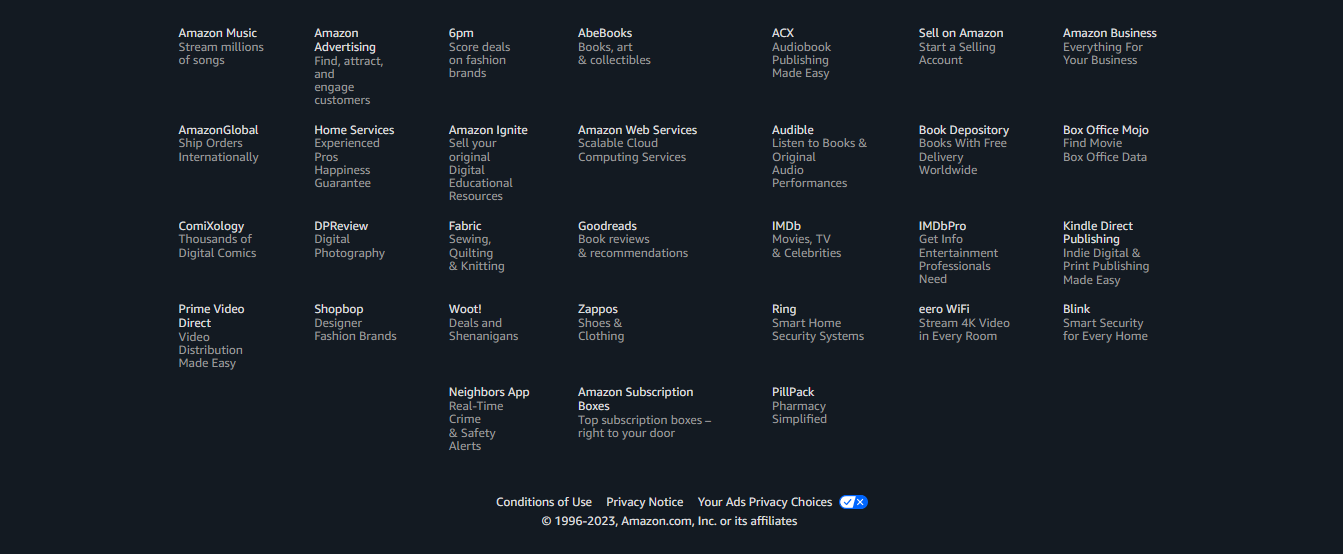 Amazon Music
Stream millions
of songs
Amazon
Advertising
Find, attract,
and
engage
customers
6pm
Score deals
on fashion
brands
AbeBooks
Books, art
& collectibles
ACX
Audiobook
Publishing
Made Easy
Sell on Amazon
Start a Selling
Account
Amazon Business
Everything For
Your Business
AmazonGlobal
Ship Orders
Internationally
Home Services
Experienced
Pros
Happiness
Guarantee
Amazon Ignite
Sell your
original
Digital
Educational
Resources
Amazon Web Services
Scalable Cloud
Computing Services
Audible
Listen to Books &
Original
Audio
Performances
Book Depository
Books With Free
Delivery
Worldwide
Box Office Mojo
Find Movie
Box Office Data
ComiXology
Thousands of
Digital Comics
DPReview
Digital
Photography
Fabric
Sewing,
Quilting
& Knitting
Goodreads
Book reviews
& recommendations
IMDb
Movies, TV
& Celebrities
IMDbPro
Get Info
Entertainment
Professionals
Need
Kindle Direct
Publishing
Indie Digital &
Print Publishing
Made Easy
Prime Video
Direct
Video
Distribution
Made Easy
Shopbop
Designer
Fashion Brands
Woot!
Deals and
Shenanigans
Zappos
Shoes &
Clothing
Ring
Smart Home
Security Systems
eero WiFi
Stream 4K Video
in Every Room
Blink
Smart Security
for Every Home
Neighbors App
Real-Time
Crime
& Safety
Alerts
Amazon Subscription
Boxes
Top subscription boxes –
right to your door
PillPack
Pharmacy
Simplified
Conditions of Use Privacy Notice Your Ads Privacy Choices
© 1996-2023, Amazon.com, Inc. or its affiliates